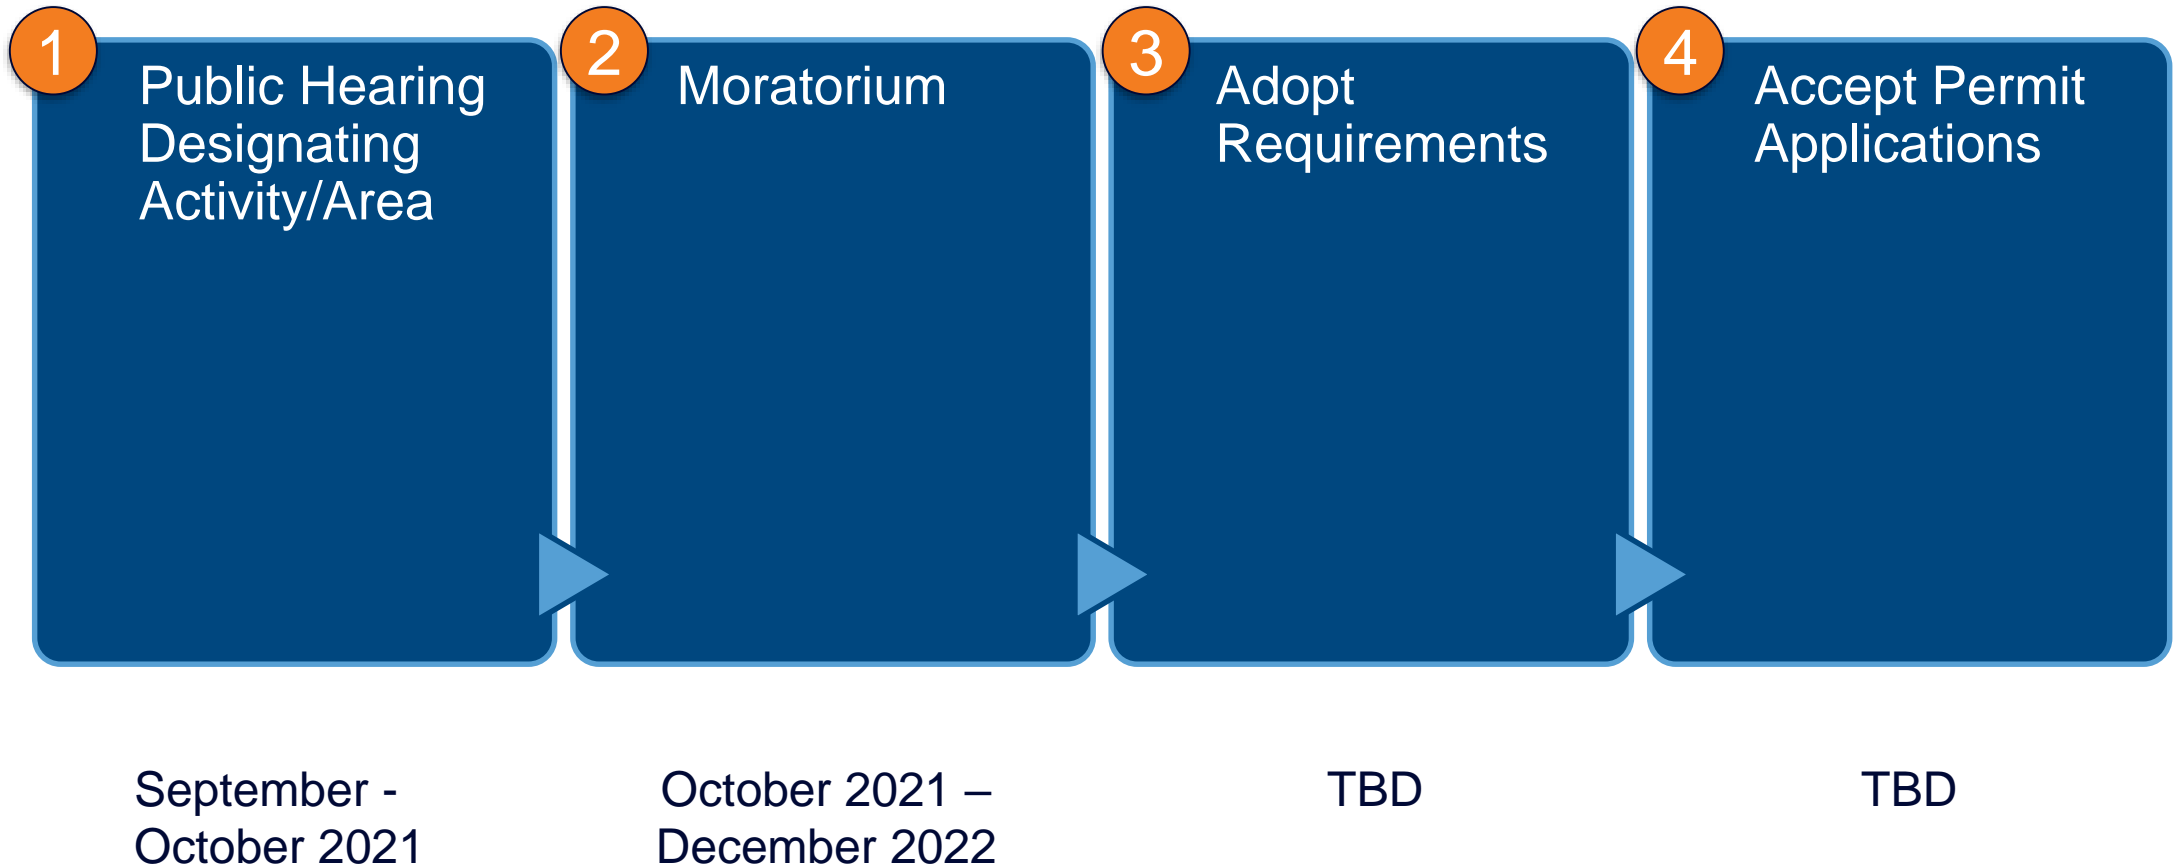 1
Public Hearing
Designating
Activity/Area
2
Moratorium
3
Adopt
Requirements
4
Accept Permit
Applications
September -
October 2021
October 2021 –
December 2022
TBD
TBD